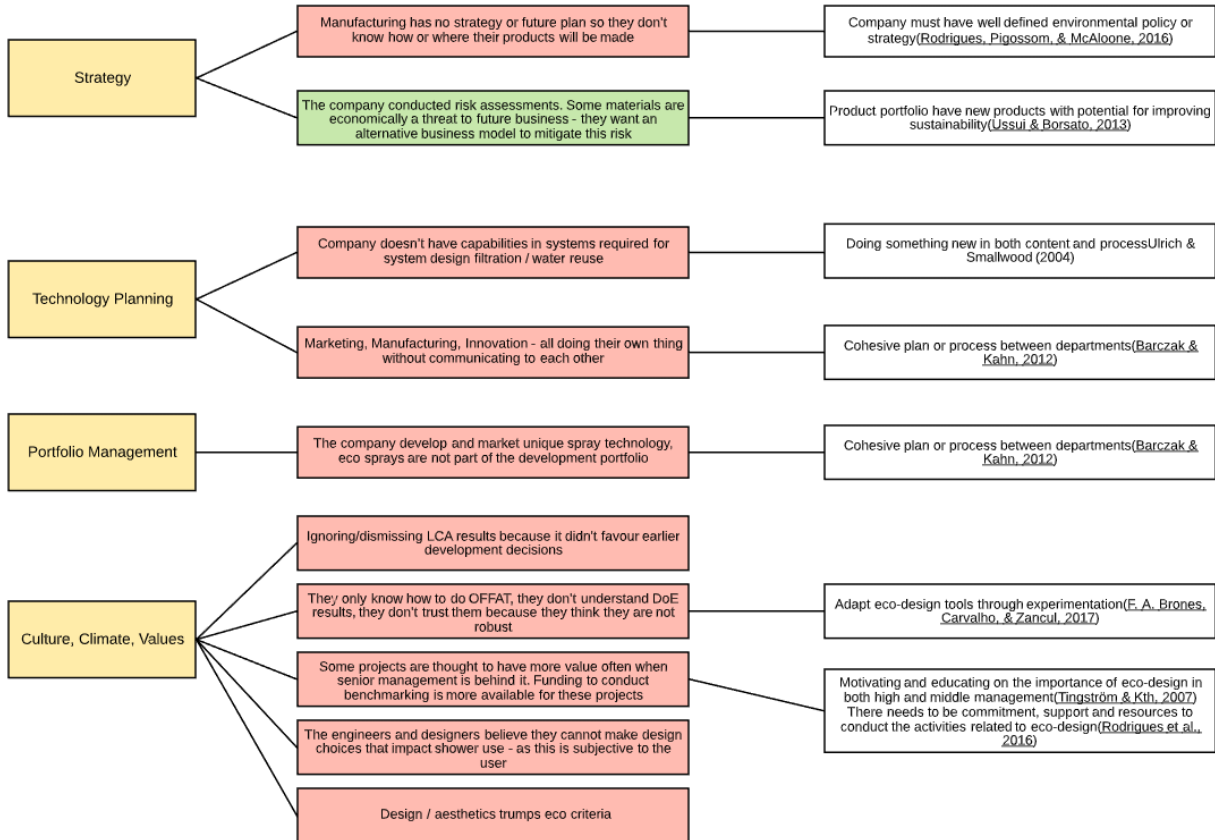 Strategy
Manufacturing has no strategy or future plan so they don't
know how or where their products will be made
Company must have well defined environmental policy or
strategy(Rodrigues, Pigossom, & McAloone, 2016)
The company conducted risk assessments. Some materials are
economically a threat to future business - they want an
alternative business model to mitigate this risk
Product portfolio have new products with potential for improving
sustainability(Ussui & Borsato, 2013)
Technology Planning
Company doesn't have capabilities in systems required for
system design filtration / water reuse
Doing something new in both content and processUlrich &
Smallwood (2004)
Marketing, Manufacturing, Innovation - all doing their own thing
without communicating to each other
Cohesive plan or process between departments(Barczak &
Kahn, 2012)
Portfolio Management
The company develop and market unique spray technology,
eco sprays are not part of the development portfolio
Cohesive plan or process between departments(Barczak &
Kahn, 2012)
Culture, Climate, Values
Ignoring/dismissing LCA results because it didn't favour earlier
development decisions
They only know how to do OFFAT, they don't understand DoE
results, they don't trust them because they think they are not
robust
Adapt eco-design tools through experimentation(F. A. Brones,
Carvalho, & Zancul, 2017)
Some projects are thought to have more value often when
senior management is behind it. Funding to conduct
benchmarking is more available for these projects
Motivating and educating on the importance of eco-design in
both high and middle management(Tingström & Kth, 2007)
There needs to be commitment, support and resources to
conduct the activities related to eco-design(Rodrigues et al.,
2016)
The engineers and designers believe they cannot make design
choices that impact shower use - as this is subjective to the
user
Design / aesthetics trumps eco criteria